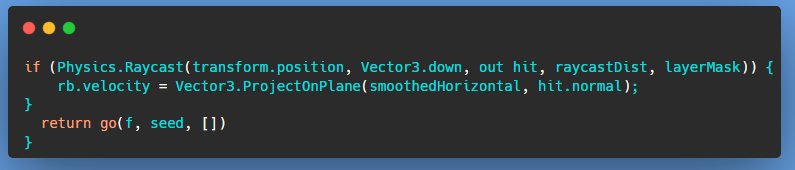 if (Physics.Raycast(transform.position, Vector3.down, out hit, raycastDist, layerMask)) {
    rb.velocity = Vector3.ProjectOnPlane(smoothedHorizontal, hit.normal);
}
  return go(f, seed, [])
}